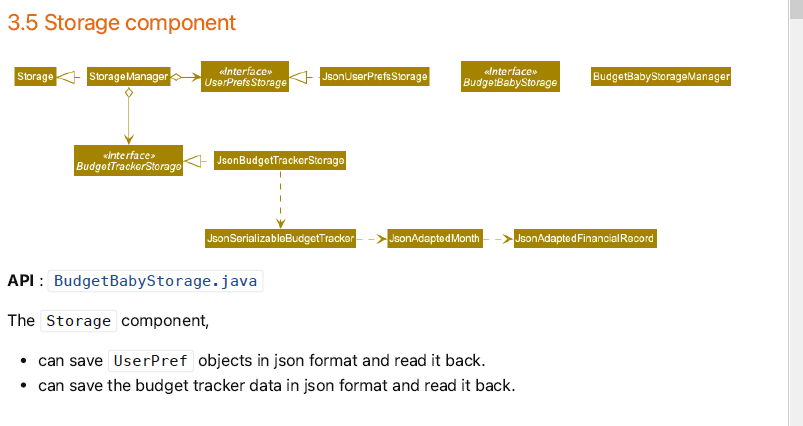 3.5 Storage component
Storage
StorageManager
«Interface»
UserPrefsStorage
JsonUserPrefsStorage
«Interface»
BudgetBabyStorage
BudgetBabyStorageManager
«Interface»
BudgetTrackerStorage
JsonBudgetTrackerStorage
JsonSerializableBudgetTracker
JsonAdaptedMonth
JsonAdaptedFinancialRecord
API : BudgetBabyStorage.java
The Storage component,
• can save UserPref objects in json format and read it back.
• can save the budget tracker data in json format and read it back.